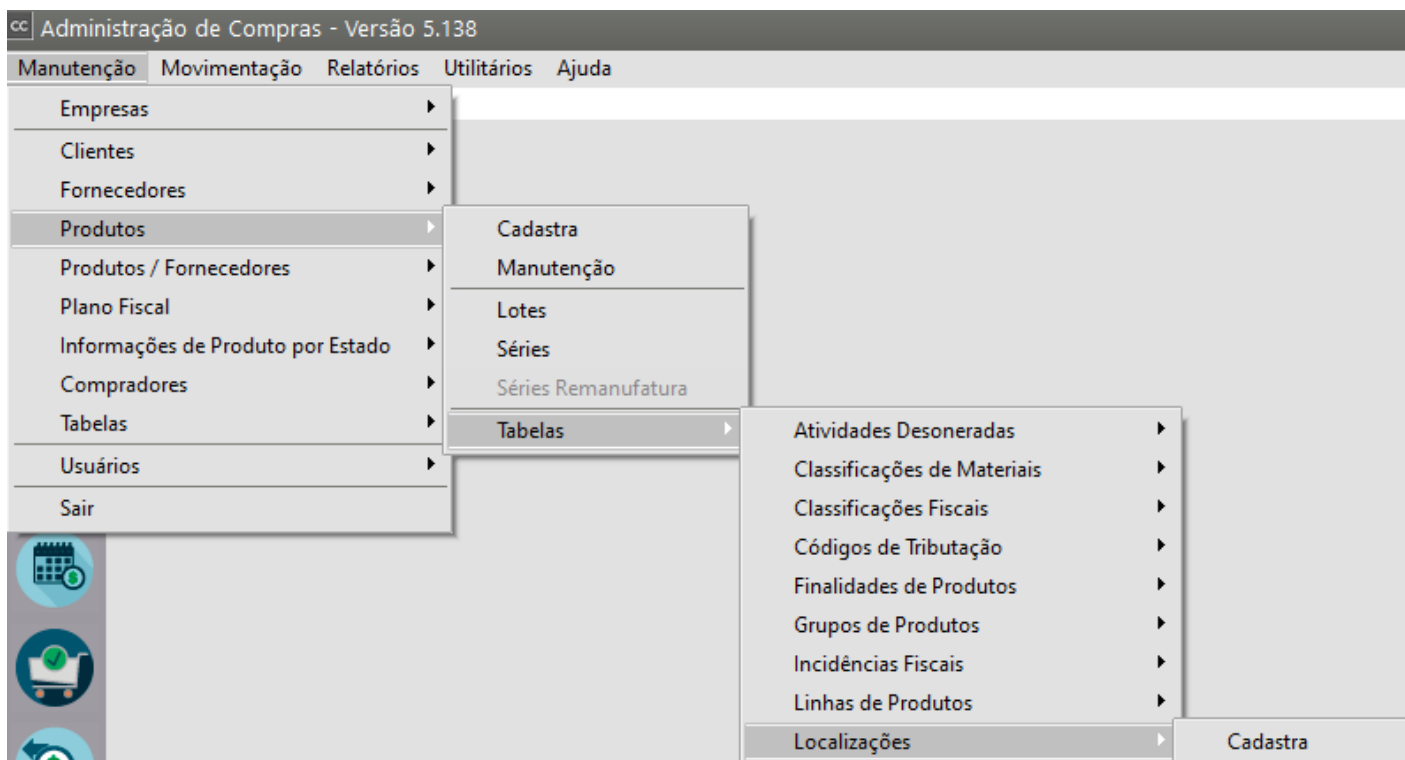 cc Administração de Compras - Versão 5.138
Manutenção Movimentação Relatórios Utilitários Ajuda
Empresas
Clientes
Fornecedores
Produtos
Produtos / Fornecedores
Plano Fiscal
Informações de Produto por Estado
Compradores
Tabelas
Usuários
Sair
Cadastra
Manutenção
Lotes
Séries
Séries Remanufatura
Tabelas
Atividades Desoneradas
Classificações de Materiais
Classificações Fiscais
Códigos de Tributação
Finalidades de Produtos
Grupos de Produtos
Incidências Fiscais
Linhas de Produtos
Localizações
Cadastra